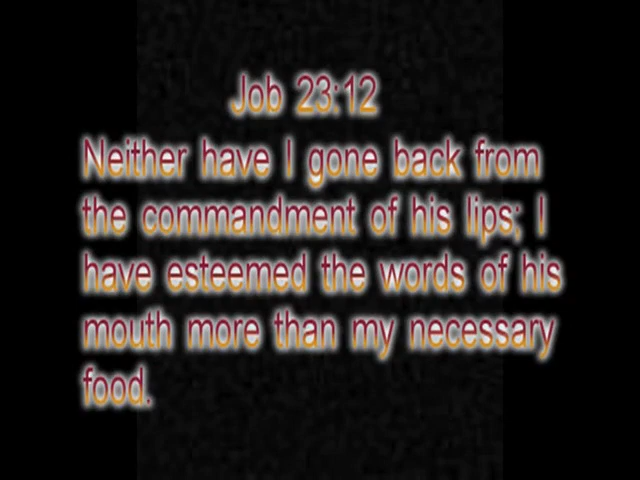 Job 23:12
Neither have I gone back from
the commandment of his lips; I
have esteemed the words of his
mouth more than my necessary
food.